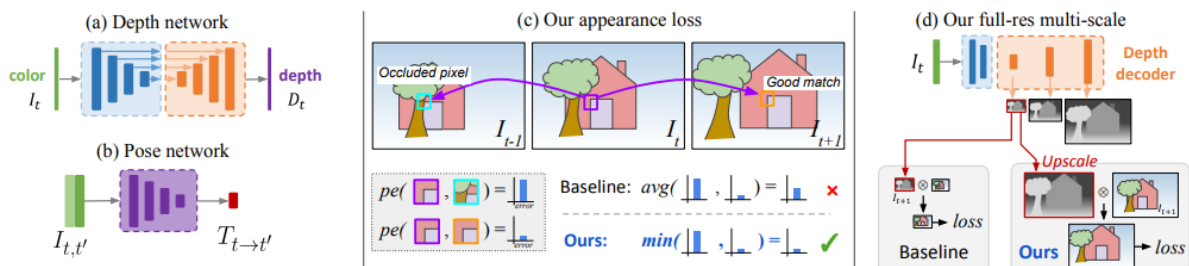 (a) Depth network
color
I_t
depth
D_t
(b) Pose network
I_{t,t'}
T_{t→t'}
(c) Our appearance loss
Occluded pixel
Good match
I_{t-1}
I_t
I_{t+1}
pe( , ) =
error
pe( , ) =
error
Baseline: avg( , ) = ×
Ours: min( , ) = ✓
(d) Our full-res multi-scale
I_t
Depth
decoder
Upscale
I_{t+1}
⊗
loss
Baseline
⊗
I_{t+1}
loss
Ours